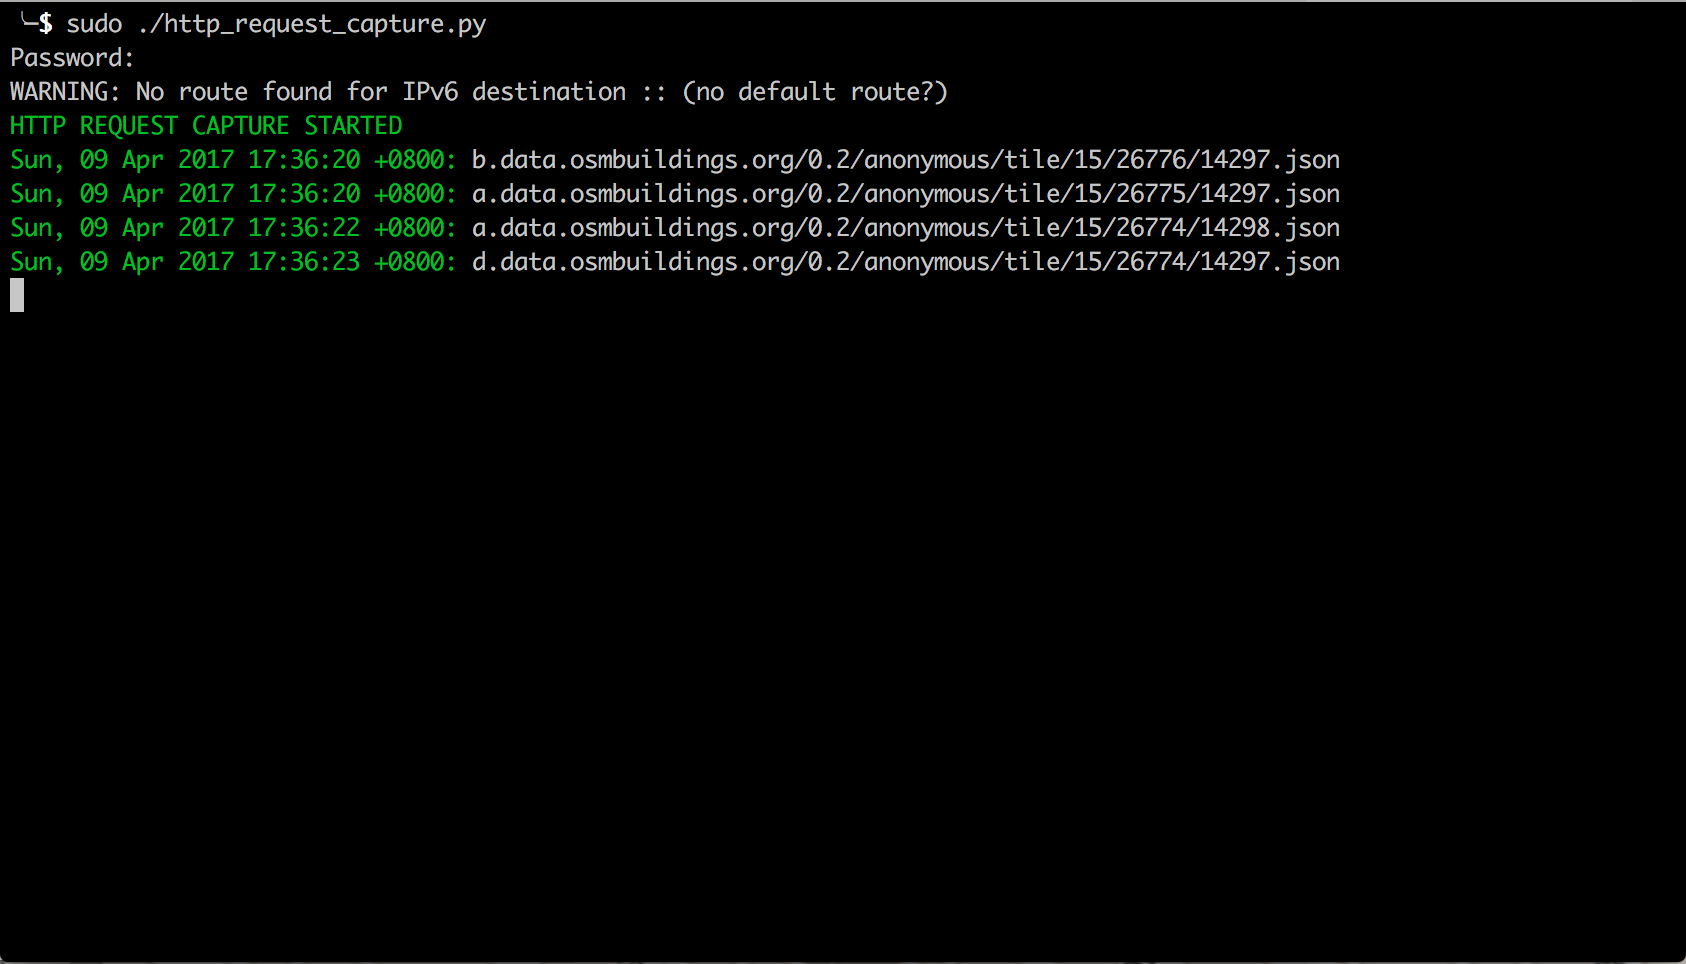 ╰─$ sudo ./http_request_capture.py
Password:
WARNING: No route found for IPv6 destination :: (no default route?)
HTTP REQUEST CAPTURE STARTED
Sun, 09 Apr 2017 17:36:20 +0800: b.data.osmbuildings.org/0.2/anonymous/tile/15/26776/14297.json
Sun, 09 Apr 2017 17:36:20 +0800: a.data.osmbuildings.org/0.2/anonymous/tile/15/26775/14297.json
Sun, 09 Apr 2017 17:36:22 +0800: a.data.osmbuildings.org/0.2/anonymous/tile/15/26774/14298.json
Sun, 09 Apr 2017 17:36:23 +0800: d.data.osmbuildings.org/0.2/anonymous/tile/15/26774/14297.json